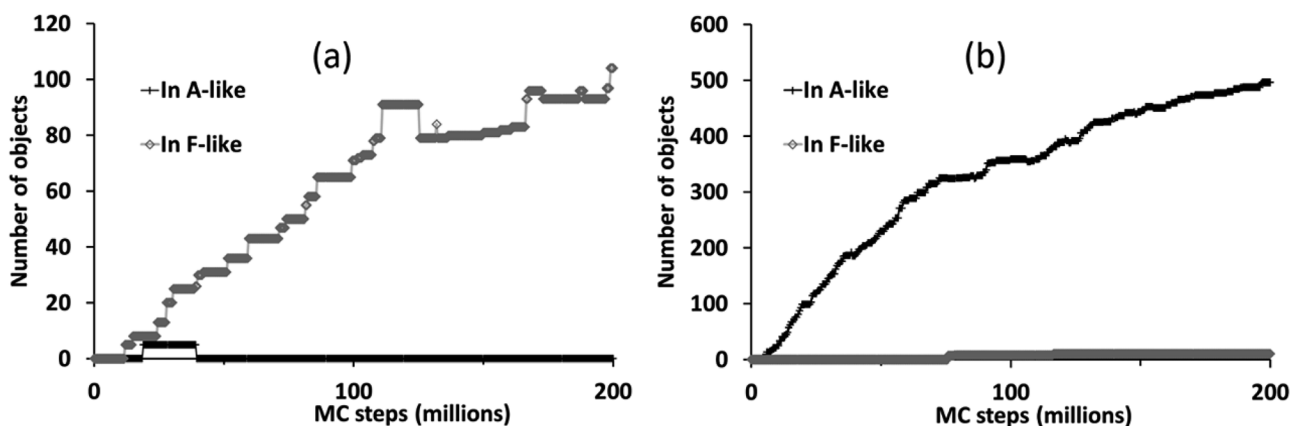 (a)
Number of objects
120
100
80
60
40
20
0
In A-like
In F-like
0 100 200
MC steps (millions)
(b)
Number of objects
600
500
400
300
200
100
0
In A-like
In F-like
0 100 200
MC steps (millions)